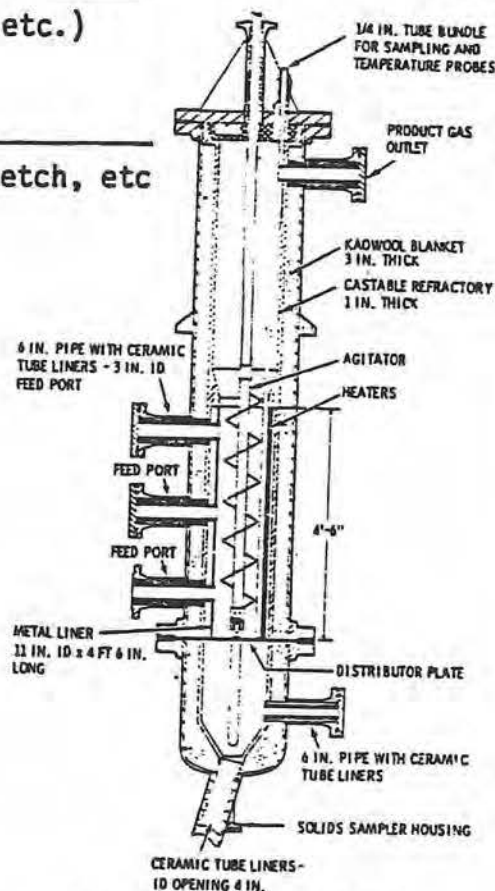 etc.)
etch, etc
1/4 IN. TUBE BUNDLE
FOR SAMPLING AND
TEMPERATURE PROBES
PRODUCT GAS
OUTLET
KAOWOOL BLANKET
3 IN. THICK
CASTABLE REFRACTORY
1 IN. THICK
6 IN. PIPE WITH CERAMIC
TUBE LINERS - 3 IN. ID
FEED PORT
AGITATOR
HEATERS
FEED PORT
4'-6"
FEED PORT
METAL LINER
11 IN. ID x 4 FT 6 IN.
LONG
DISTRIBUTOR PLATE
6 IN. PIPE WITH CERAMIC
TUBE LINERS
SOLIDS SAMPLER HOUSING
CERAMIC TUBE LINERS-
ID OPENING 4 IN.